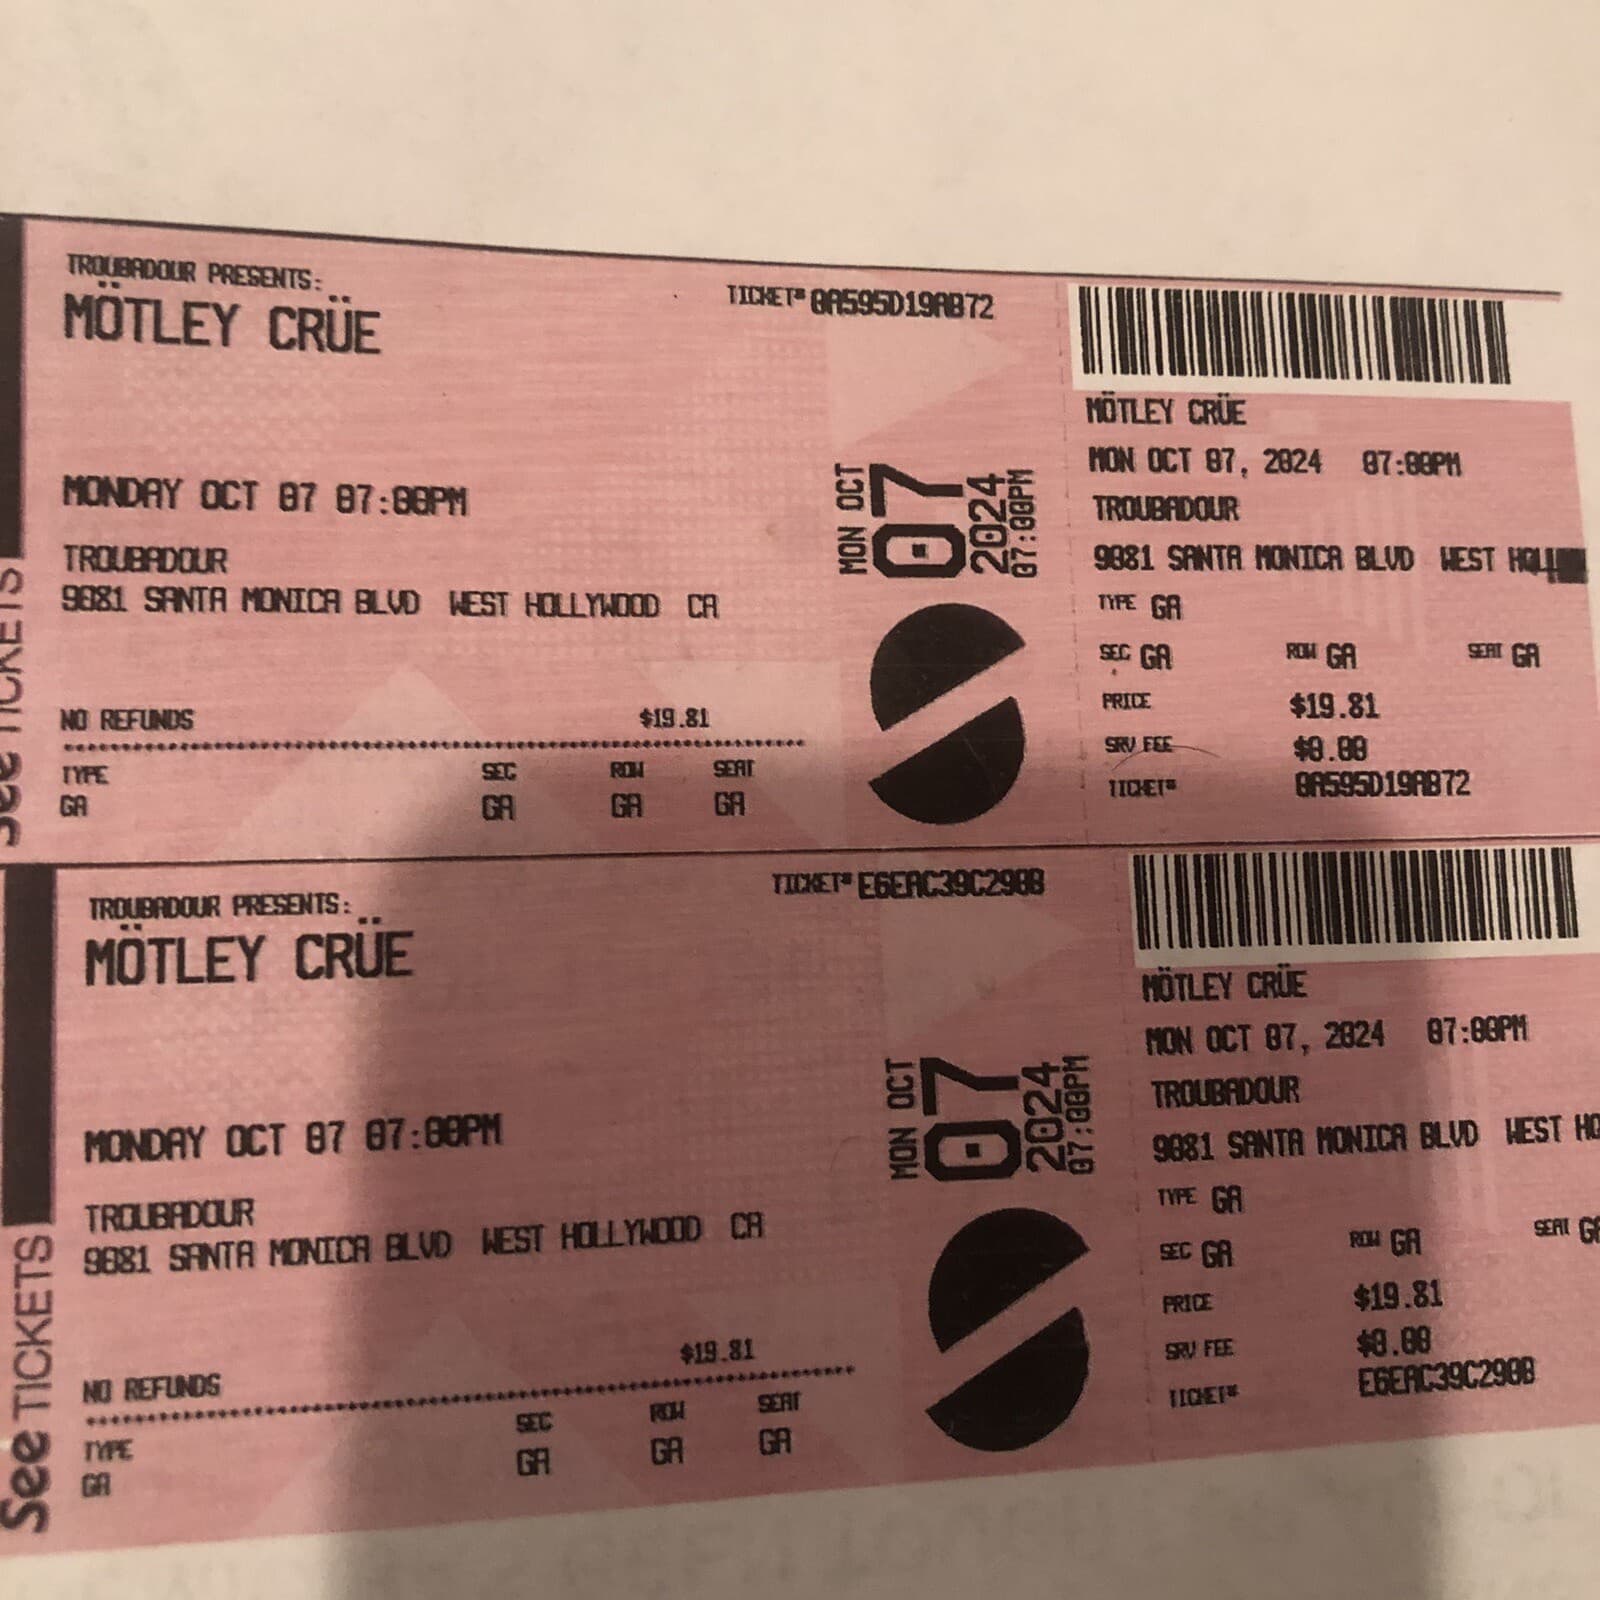 TROUBADOUR PRESENTS:
MÖTLEY CRÜE
TICKET# 0A595D19AB72
MONDAY OCT 07 07:00PM
TROUBADOUR
9081 SANTA MONICA BLVD WEST HOLLYWOOD CA
NO REFUNDS $19.81
TYPE SEC ROW SEAT
GA GA GA GA
MON OCT
07
2024
07:00PM
MÖTLEY CRÜE
MON OCT 07, 2024 07:00PM
TROUBADOUR
9081 SANTA MONICA BLVD WEST
TYPE GA
SEC GA ROW GA SEAT GA
PRICE $19.81
SRV FEE $0.00
TICKET# 0A595D19AB72
See TICKETS
TROUBADOUR PRESENTS:
MÖTLEY CRÜE
TICKET# E6EAC39C290B
MONDAY OCT 07 07:00PM
TROUBADOUR
9081 SANTA MONICA BLVD WEST HOLLYWOOD CA
NO REFUNDS $19.81
TYPE SEC ROW SEAT
GA GA GA GA
MON OCT
07
2024
07:00PM
MÖTLEY CRÜE
MON OCT 07, 2024 07:00PM
TROUBADOUR
9081 SANTA MONICA BLVD WEST HO
TYPE GA
SEC GA ROW GA SEAT GA
PRICE $19.81
SRV FEE $0.00
TICKET# E6EAC39C290B
See TICKETS